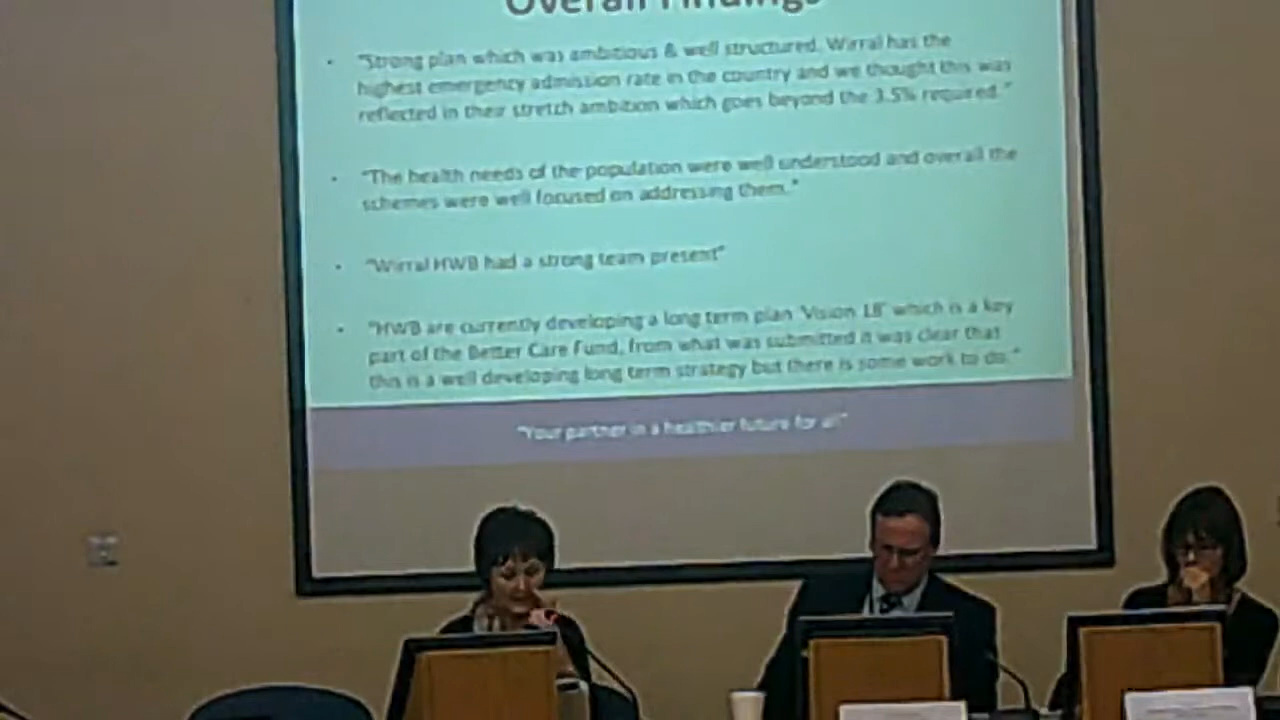 Overall Findings
• "Strong plan which was ambitious & well structured. Wirral has the
highest emergency admission rate in the country and we thought this was
reflected in their stretch ambition which goes beyond the 3.5% required."
• "The health needs of the population were well understood and overall the
schemes were well focused on addressing them."
• "Wirral HWB had a strong team present"
• "HWB are currently developing a long term plan 'Vision 18' which is a key
part of the Better Care Fund, from what was submitted it was clear that
this is a well developing long term strategy but there is some work to do."
"Your partner in a healthier future for all"